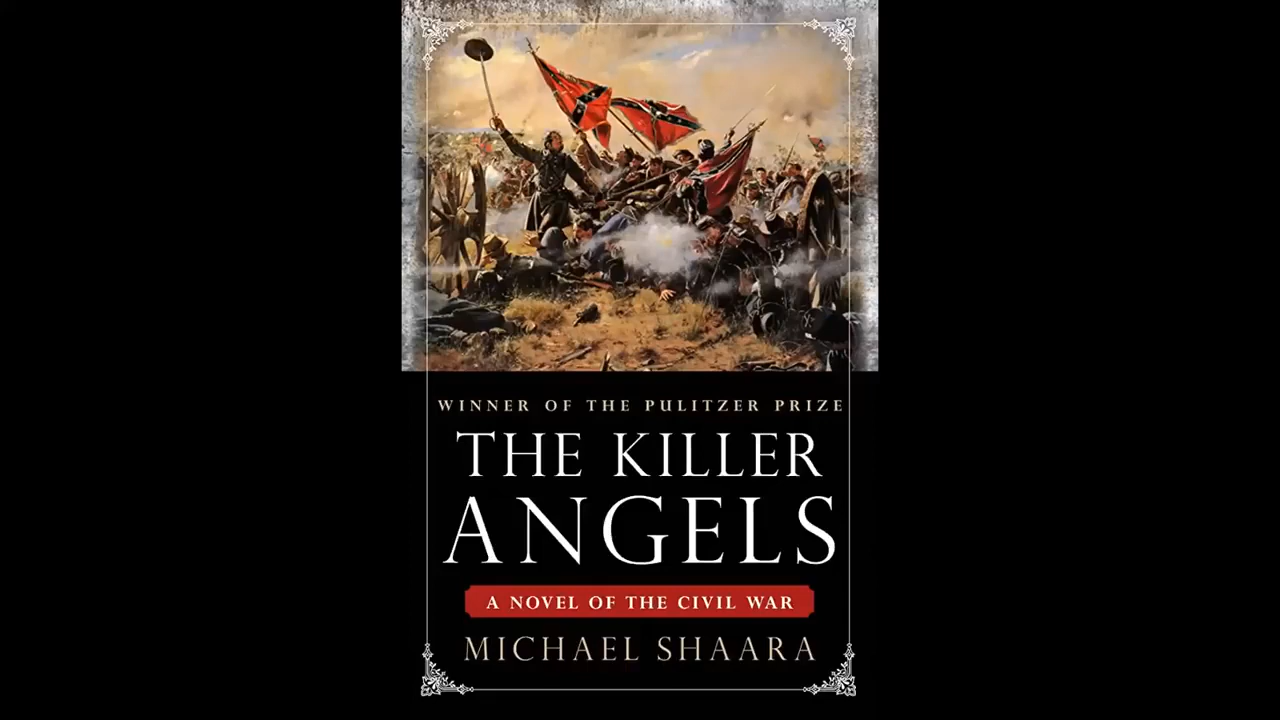 WINNER OF THE PULITZER PRIZE
THE KILLER
ANGELS
A NOVEL OF THE CIVIL WAR
MICHAEL SHAARA